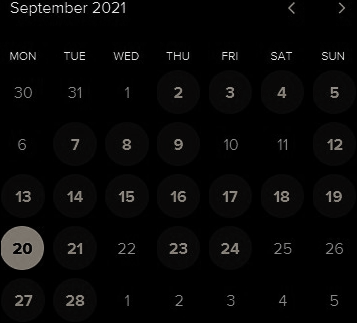 September 2021
MON TUE WED THU FRI SAT SUN
30 31 1 2 3 4 5
6 7 8 9 10 11 12
13 14 15 16 17 18 19
20 21 22 23 24 25 26
27 28 1 2 3 4 5